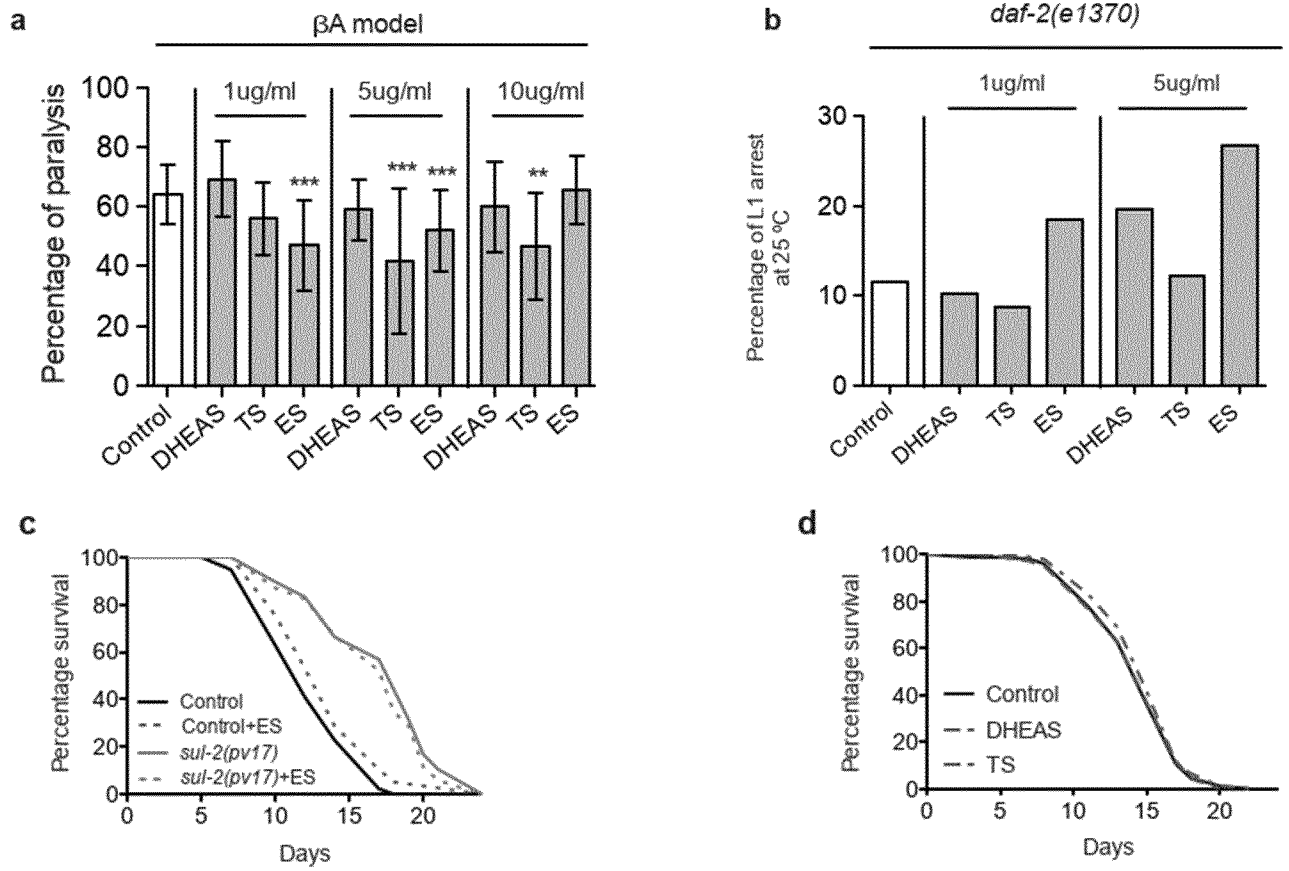 a
βA model
1ug/ml
5ug/ml
10ug/ml
Percentage of paralysis
100
80
60
40
20
0
***
*** ***
**
Control
DHEAS
TS
ES
DHEAS
TS
ES
DHEAS
TS
ES
b
daf-2(e1370)
1ug/ml
5ug/ml
Percentage of L1 arrest
at 25 ºC
30
20
10
0
Control
DHEAS
TS
ES
DHEAS
TS
ES
c
Percentage survival
100
80
60
40
20
0
Control
Control+ES
sul-2(pv17)
sul-2(pv17)+ES
0 5 10 15 20
Days
d
Percentage survival
100
80
60
40
20
0
Control
DHEAS
TS
0 5 10 15 20
Days